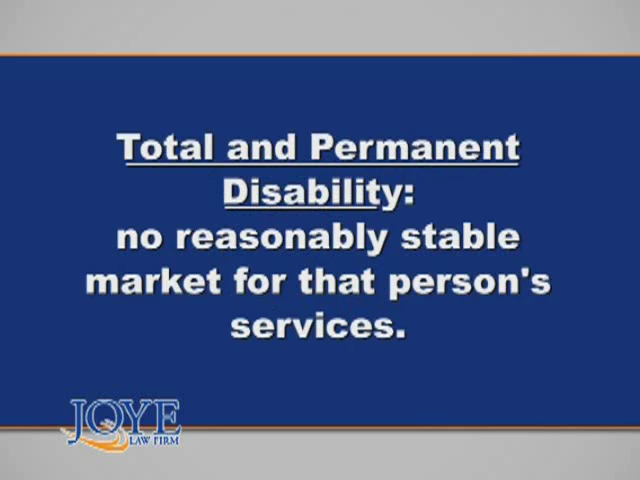 Total and Permanent
Disability:
no reasonably stable
market for that person's
services.
JOYE
LAW FIRM